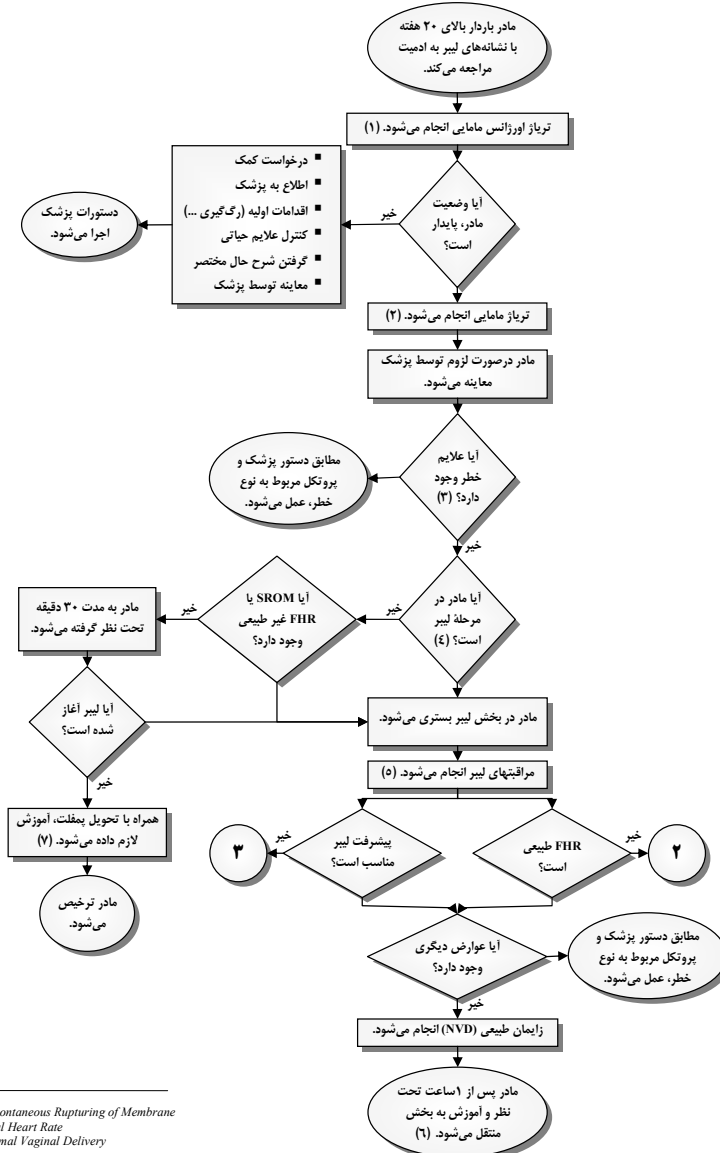 مادر باردار بالای ۲۰ هفته
با نشانه‌های لیبر به ادمیت
مراجعه می‌کند.
تریاژ اورژانس مامایی انجام می‌شود. (۱)
آیا وضعیت
مادر، پایدار
است؟
خیر
▪ درخواست کمک
▪ اطلاع به پزشک
▪ اقدامات اولیه (رگ‌گیری ...)
▪ کنترل علایم حیاتی
▪ گرفتن شرح حال مختصر
▪ معاینه توسط پزشک
دستورات پزشک
اجرا می‌شود.
تریاژ مامایی انجام می‌شود. (۲)
مادر درصورت لزوم توسط پزشک
معاینه می‌شود.
آیا علایم
خطر وجود
دارد؟ (۳)
مطابق دستور پزشک و
پروتکل مربوط به نوع
خطر، عمل می‌شود.
خیر
آیا مادر در
مرحلهٔ لیبر
است؟ (٤)
خیر
آیا SROM یا
FHR غیر طبیعی
وجود دارد؟
خیر
مادر به مدت ۳۰ دقیقه
تحت نظر گرفته می‌شود.
آیا لیبر آغاز
شده است؟
خیر
همراه با تحویل پمفلت، آموزش
لازم داده می‌شود. (۷)
مادر ترخیص
می‌شود.
مادر در بخش لیبر بستری می‌شود.
مراقبتهای لیبر انجام می‌شود. (٥)
FHR طبیعی
است؟
خیر
۲
پیشرفت لیبر
مناسب است؟
خیر
۳
آیا عوارض دیگری
وجود دارد؟
مطابق دستور پزشک و
پروتکل مربوط به نوع
خطر، عمل می‌شود.
خیر
زایمان طبیعی (NVD) انجام می‌شود.
مادر پس از ۱ساعت تحت
نظر و آموزش به بخش
منتقل می‌شود. (٦)
ontaneous Rupturing of Membrane
l Heart Rate
mal Vaginal Delivery